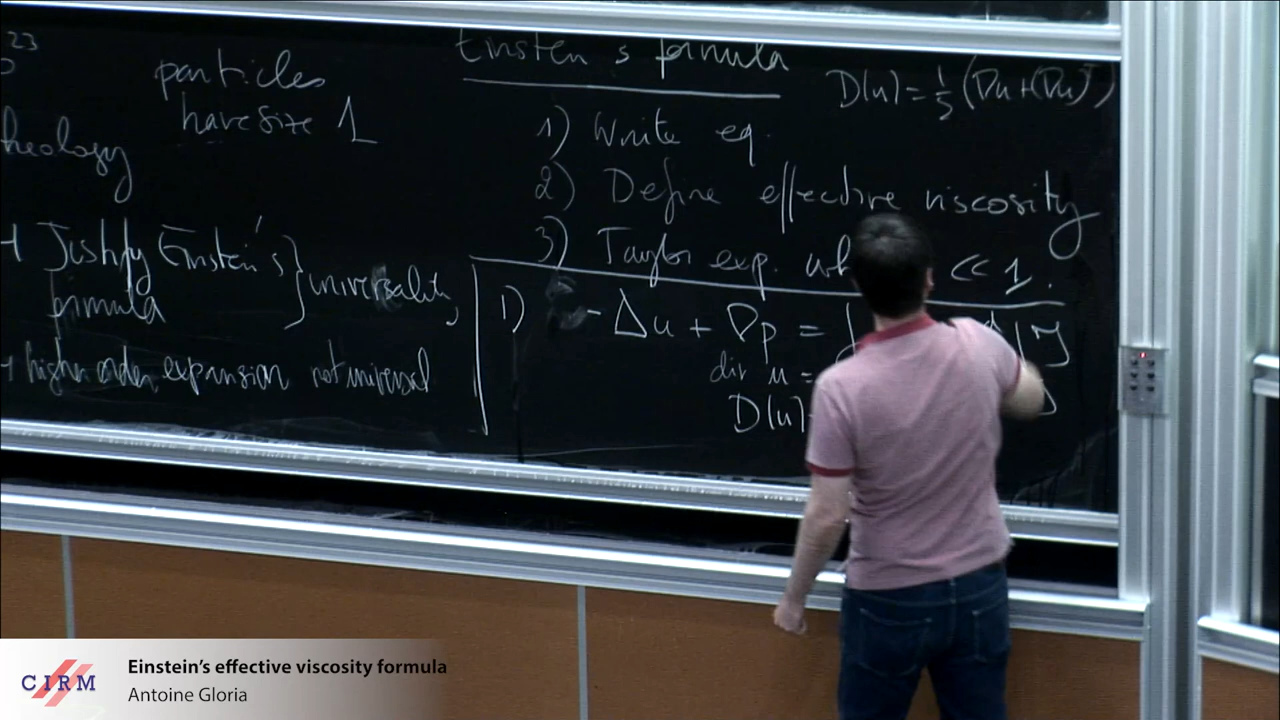 23
particles
have size 1
heology
Justify Einstein's
formula
universality,
higher order expansion not universal
Einstein's formula
D(u) = 1/2 (∇u + (∇u)ᵀ)
1) Write eq.
2) Define effective viscosity
3) Taylor exp. << 1.
1) - Δu + ∇p =
div u =
D(u)
CIRM
Einstein's effective viscosity formula
Antoine Gloria